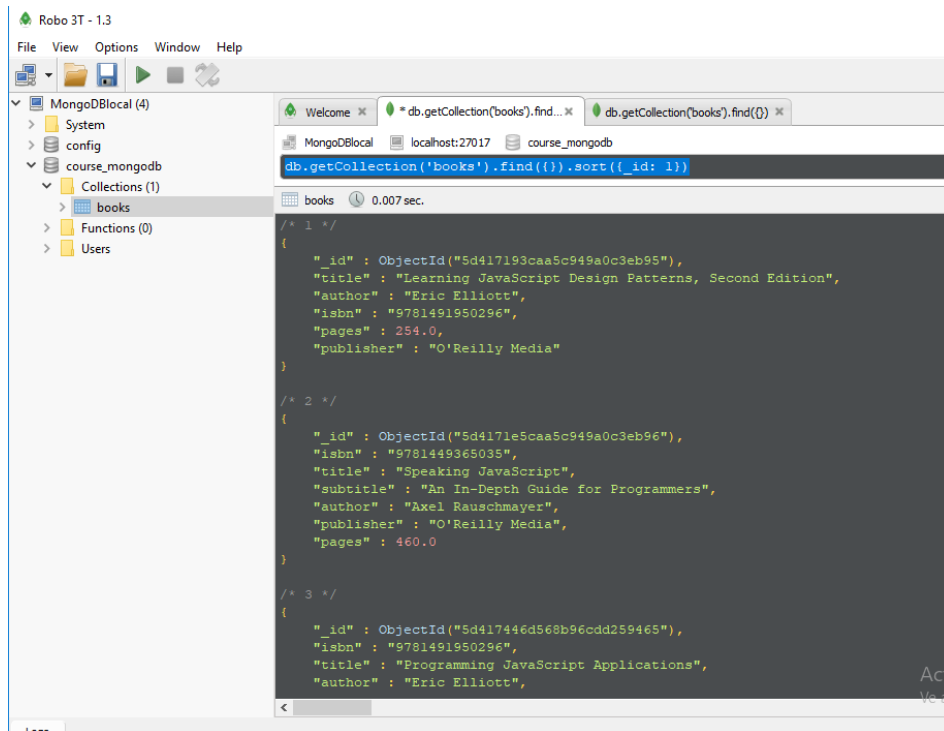 Robo 3T - 1.3
File View Options Window Help
MongoDBlocal (4)
System
config
course_mongodb
Collections (1)
books
Functions (0)
Users
Welcome
* db.getCollection('books').find...
db.getCollection('books').find({})
MongoDBlocal localhost:27017 course_mongodb
db.getCollection('books').find({}).sort({_id: 1})
books 0.007 sec.
/* 1 */
{
"_id" : ObjectId("5d417193caa5c949a0c3eb95"),
"title" : "Learning JavaScript Design Patterns, Second Edition",
"author" : "Eric Elliott",
"isbn" : "9781491950296",
"pages" : 254.0,
"publisher" : "O'Reilly Media"
}
/* 2 */
{
"_id" : ObjectId("5d4171e5caa5c949a0c3eb96"),
"isbn" : "9781449365035",
"title" : "Speaking JavaScript",
"subtitle" : "An In-Depth Guide for Programmers",
"author" : "Axel Rauschmayer",
"publisher" : "O'Reilly Media",
"pages" : 460.0
}
/* 3 */
{
"_id" : ObjectId("5d417446d568b96cdd259465"),
"isbn" : "9781491950296",
"title" : "Programming JavaScript Applications",
"author" : "Eric Elliott",
Ac
Ve a